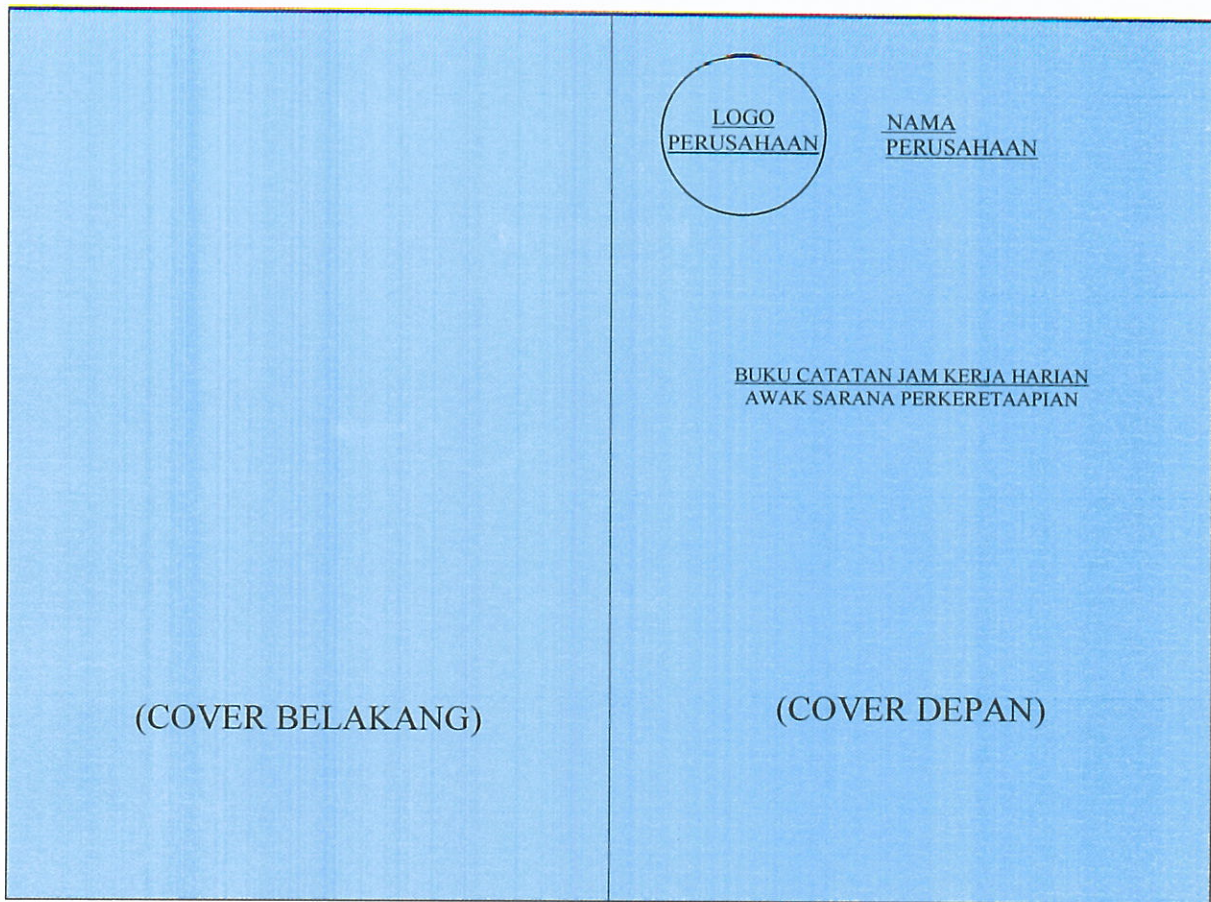 LOGO
PERUSAHAAN
NAMA
PERUSAHAAN
BUKU CATATAN JAM KERJA HARIAN
AWAK SARANA PERKERETAAPIAN
(COVER BELAKANG)
(COVER DEPAN)